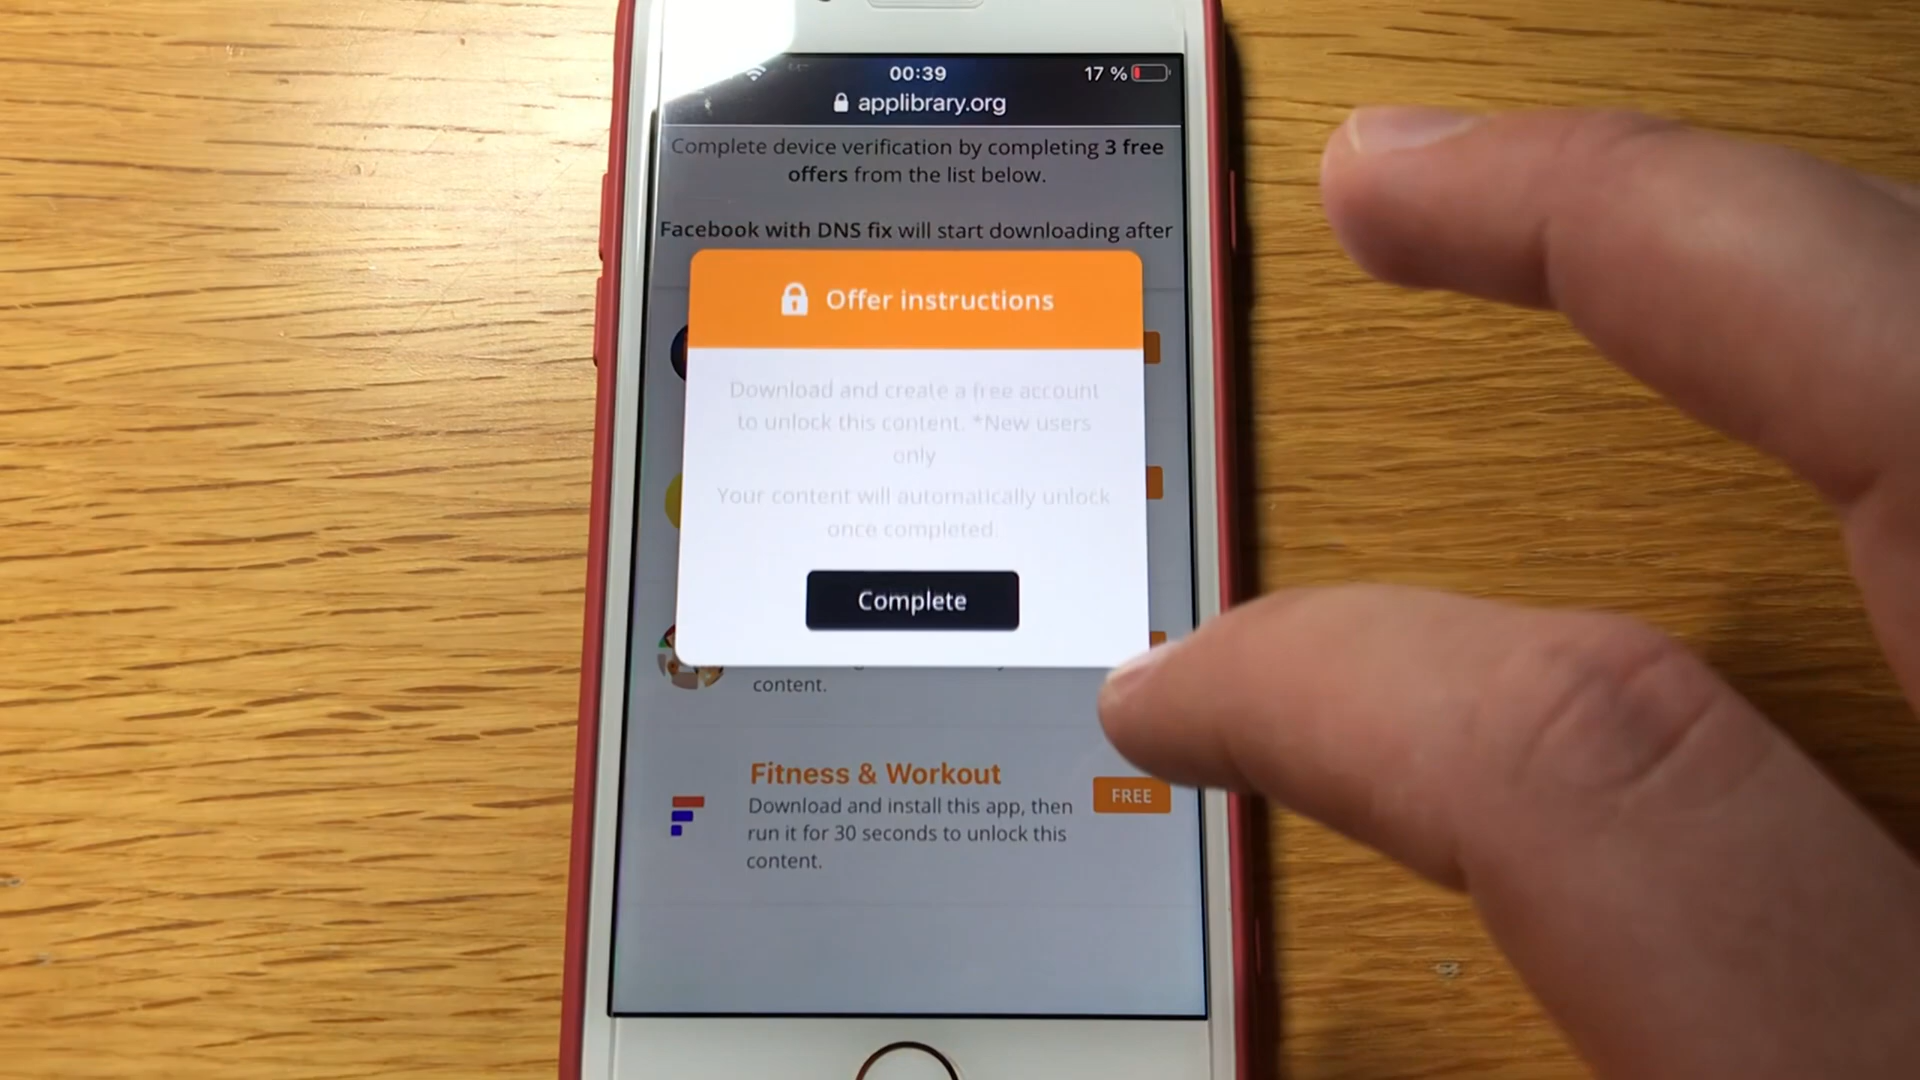 00:39
17 %
applibrary.org
Complete device verification by completing 3 free
offers from the list below.
Facebook with DNS fix will start downloading after
Offer instructions
Download and create a free account
to unlock this content. *New users
only
Your content will automatically unlock
once completed.
Complete
content.
Fitness & Workout
FREE
Download and install this app, then
run it for 30 seconds to unlock this
content.